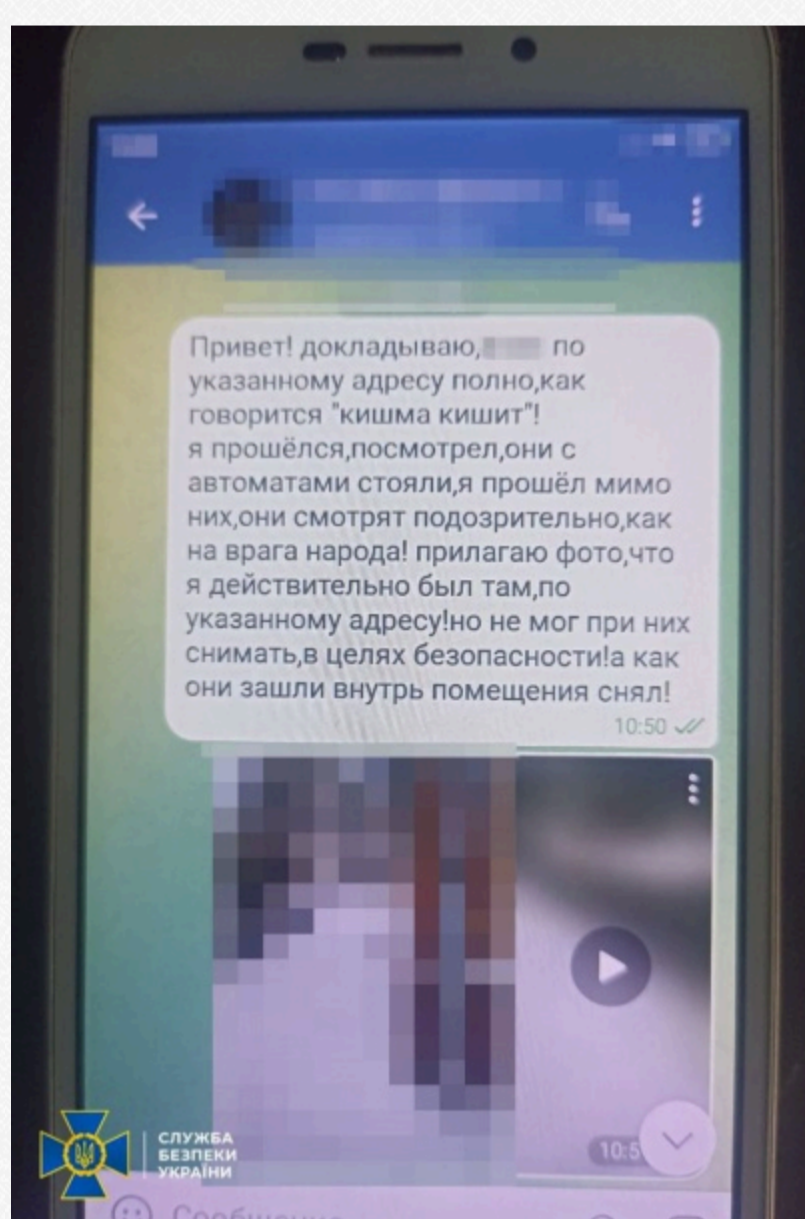 Привет! докладываю, по
указанному адресу полно,как
говорится "кишма кишит"!
я прошёлся,посмотрел,они с
автоматами стояли,я прошёл мимо
них,они смотрят подозрительно,как
на врага народа! прилагаю фото,что
я действительно был там,по
указанному адресу!но не мог при них
снимать,в целях безопасности!а как
они зашли внутрь помещения снял!
10:50
СЛУЖБА
БЕЗПЕКИ
УКРАЇНИ
Сообщение